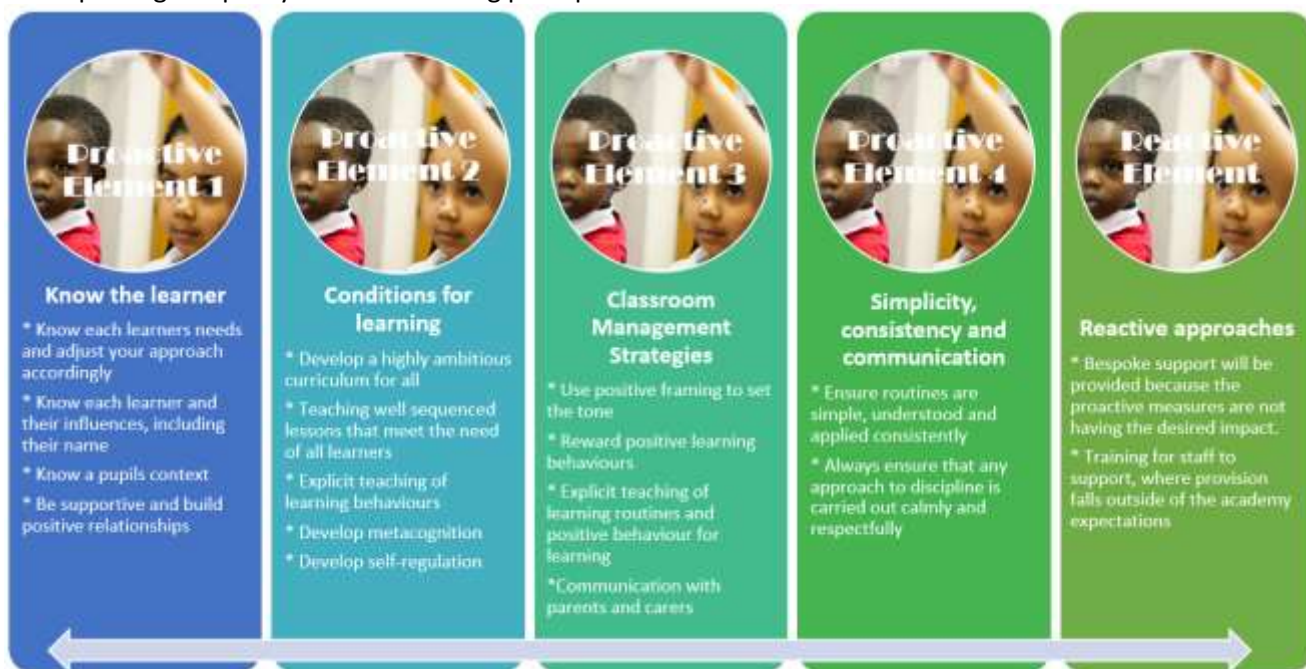 Proactive
Element 1
Know the learner
* Know each learners needs
and adjust your approach
accordingly
* Know each learner and
their influences, including
their name
* Know a pupils context
* Be supportive and build
positive relationships
Proactive
Element 2
Conditions for
learning
* Develop a highly ambitious
curriculum for all
* Teaching well sequenced
lessons that meet the need
of all learners
* Explicit teaching of
learning behaviours
* Develop metacognition
* Develop self-regulation
Proactive
Element 3
Classroom
Management
Strategies
* Use positive framing to set
the tone
* Reward positive learning
behaviours
* Explicit teaching of
learning routines and
positive behaviour for
learning
*Communication with
parents and carers
Proactive
Element 4
Simplicity,
consistency and
communication
* Ensure routines are
simple, understood and
applied consistently
* Always ensure that any
approach to discipline is
carried out calmly and
respectfully
Reactive
Element
Reactive approaches
* Bespoke support will be
provided because the
proactive measures are not
having the desired impact.
* Training for staff to
support, where provision
falls outside of the academy
expectations